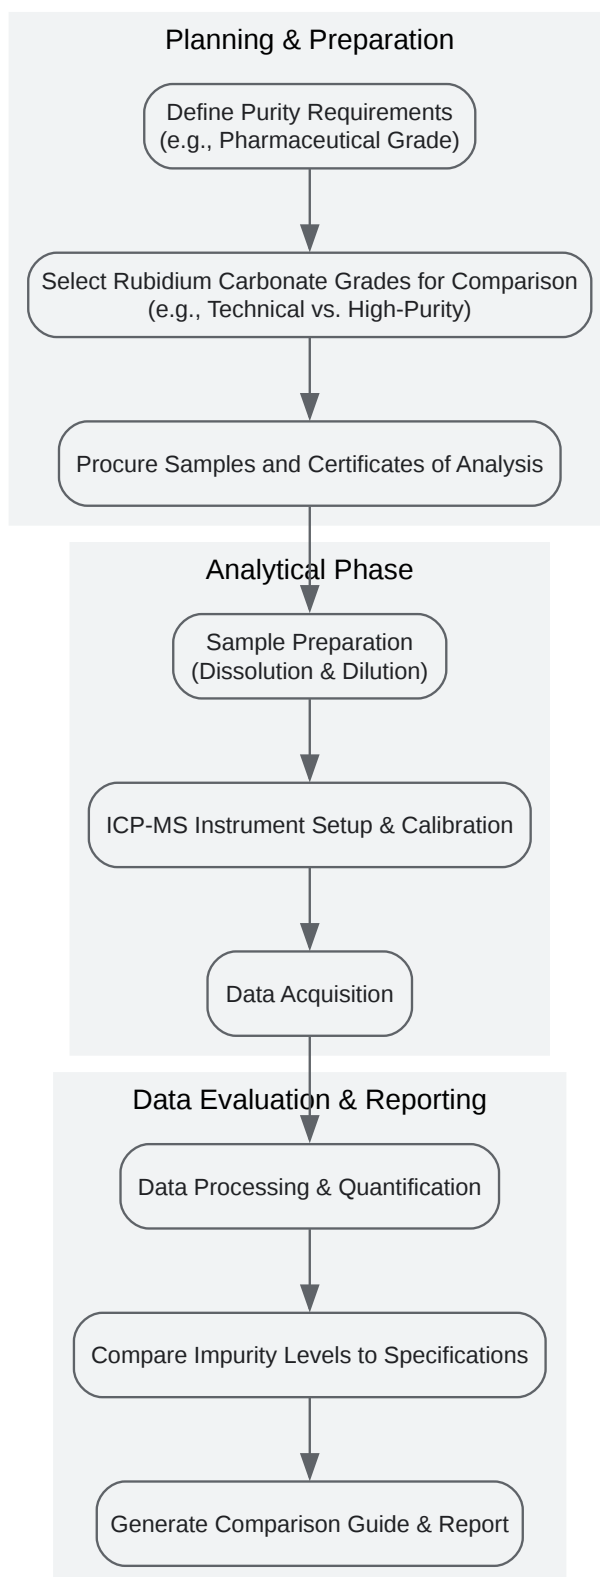 Planning & Preparation
Define Purity Requirements
(e.g., Pharmaceutical Grade)
Select Rubidium Carbonate Grades for Comparison
(e.g., Technical vs. High-Purity)
Procure Samples and Certificates of Analysis
Analytical Phase
Sample Preparation
(Dissolution & Dilution)
ICP-MS Instrument Setup & Calibration
Data Acquisition
Data Evaluation & Reporting
Data Processing & Quantification
Compare Impurity Levels to Specifications
Generate Comparison Guide & Report